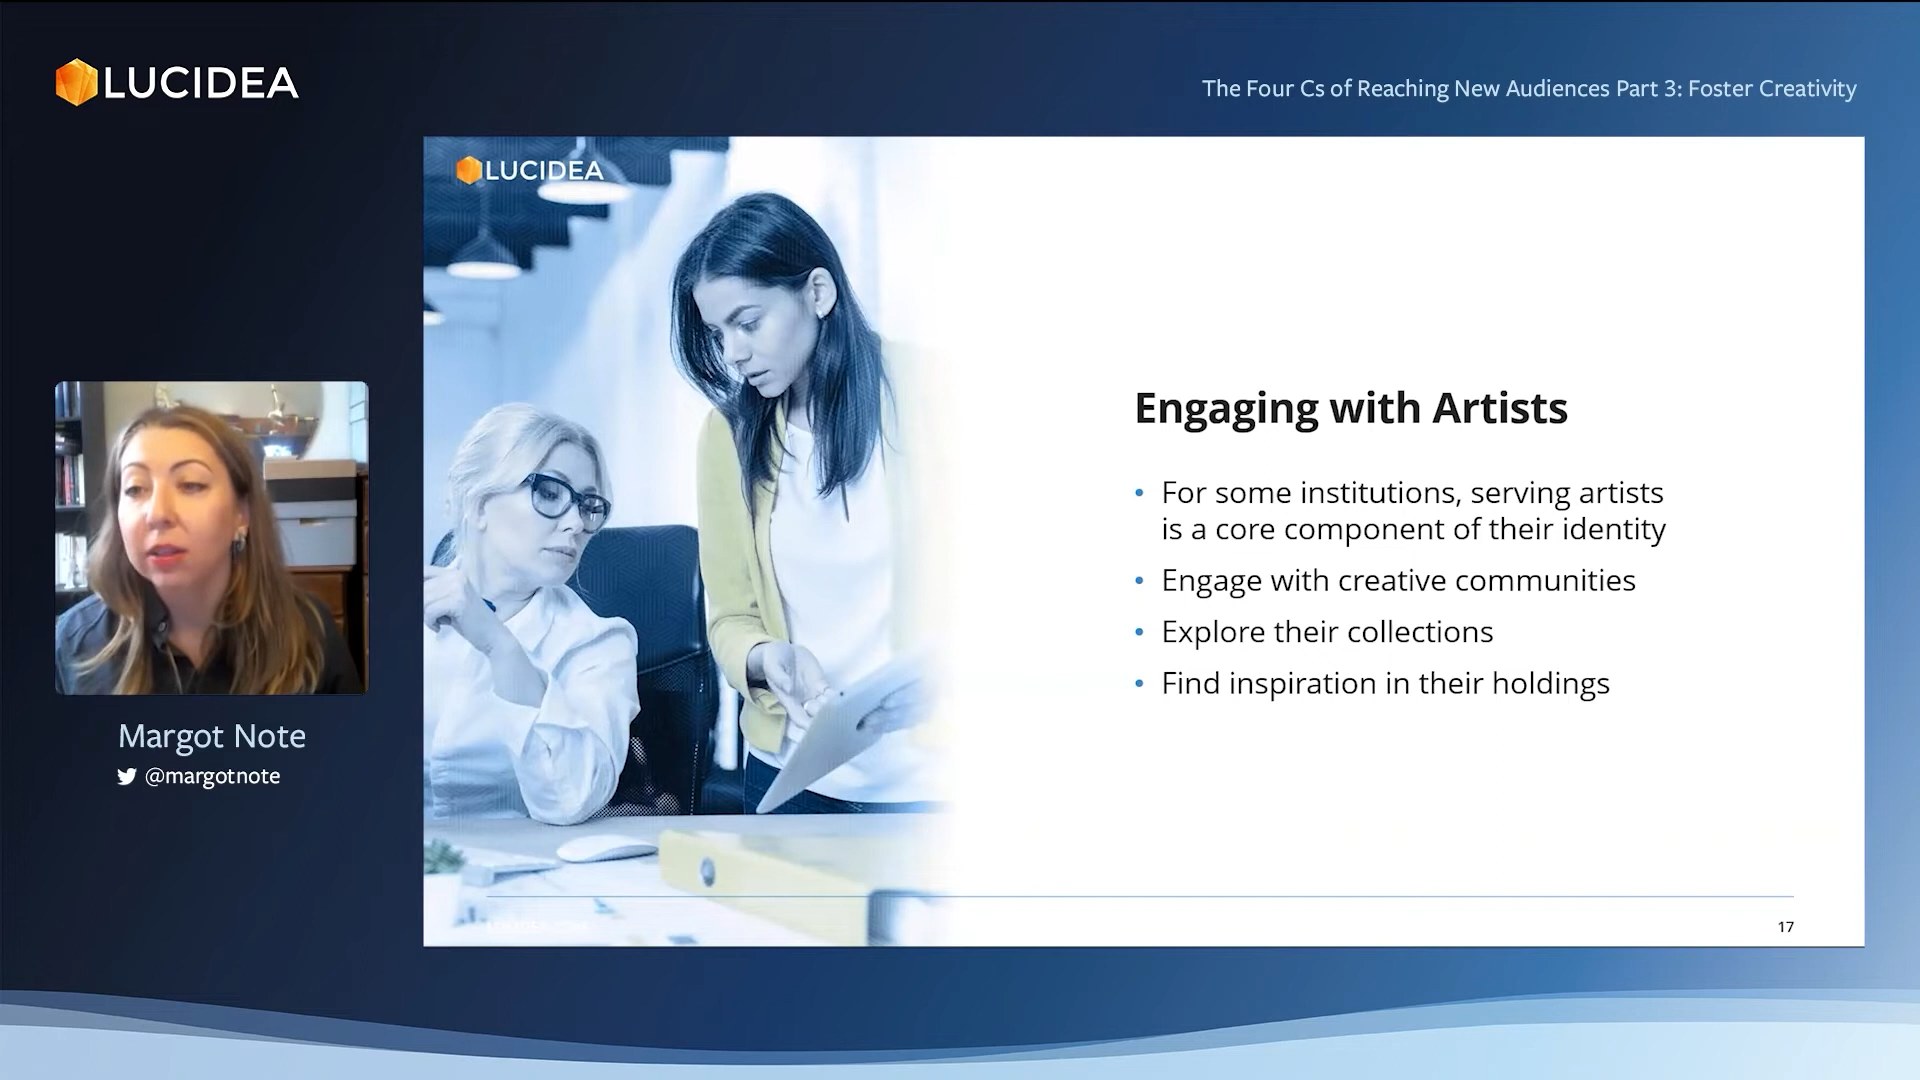 LUCIDEA
The Four Cs of Reaching New Audiences Part 3: Foster Creativity
LUCIDEA
Engaging with Artists
• For some institutions, serving artists
is a core component of their identity
• Engage with creative communities
• Explore their collections
• Find inspiration in their holdings
Margot Note
@margotnote
17